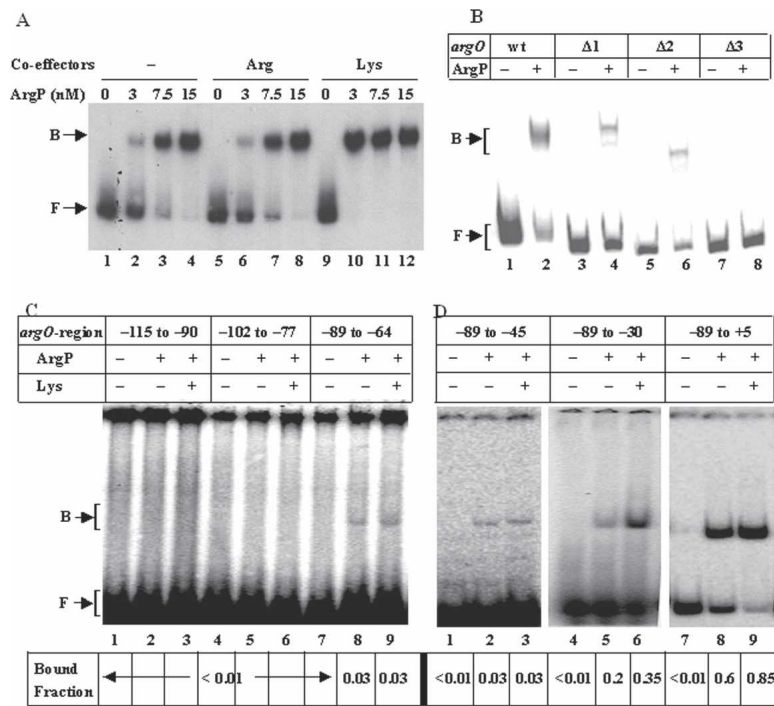 A
Co-effectors – Arg Lys
ArgP (nM) 0 3 7.5 15 0 3 7.5 15 0 3 7.5 15
B
F
1 2 3 4 5 6 7 8 9 10 11 12
B
argO wt Δ1 Δ2 Δ3
ArgP – + – + – + – +
B
F
1 2 3 4 5 6 7 8
C
argO-region –115 to –90 –102 to –77 –89 to –64
ArgP – + + – + + – + +
Lys – – + – – + – – +
B
F
1 2 3 4 5 6 7 8 9
D
–89 to –45 –89 to –30 –89 to +5
– + + – + + – + +
– – + – – + – – +
1 2 3 4 5 6 7 8 9
Bound
Fraction
< 0.01 0.03 0.03 <0.01 0.03 0.03 <0.01 0.2 0.35 <0.01 0.6 0.85